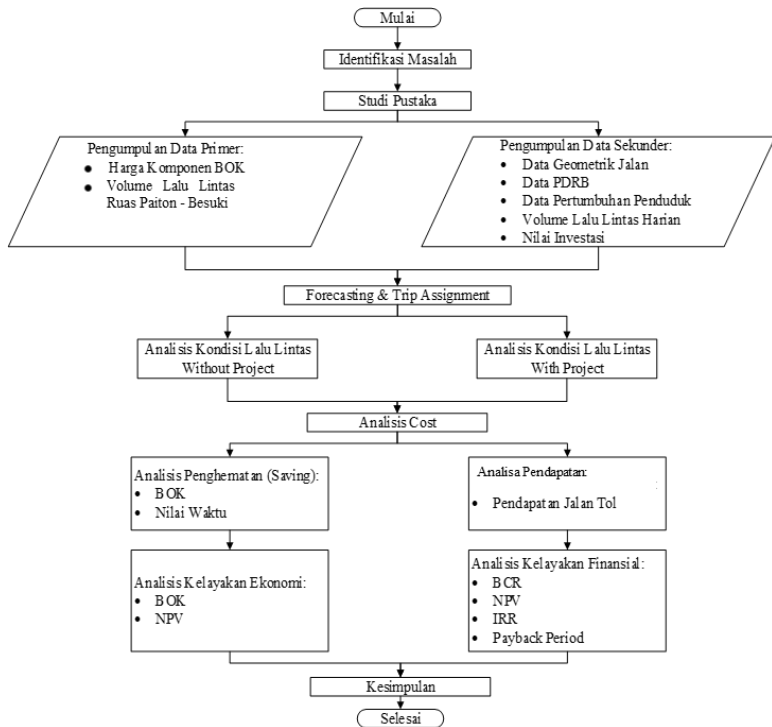 Mulai
Identifikasi Masalah
Studi Pustaka
Pengumpulan Data Primer:
● Harga Komponen BOK
● Volume Lalu Lintas
Ruas Paiton - Besuki
Pengumpulan Data Sekunder:
• Data Geometrik Jalan
• Data PDRB
• Data Pertumbuhan Penduduk
• Volume Lalu Lintas Harian
• Nilai Investasi
Forecasting & Trip Assignment
Analisis Kondisi Lalu Lintas
Without Project
Analisis Kondisi Lalu Lintas
With Project
Analisis Cost
Analisis Penghematan (Saving):
• BOK
• Nilai Waktu
Analisa Pendapatan:
• Pendapatan Jalan Tol
Analisis Kelayakan Ekonomi:
• BOK
• NPV
Analisis Kelayakan Finansial:
• BCR
• NPV
• IRR
• Payback Period
Kesimpulan
Selesai